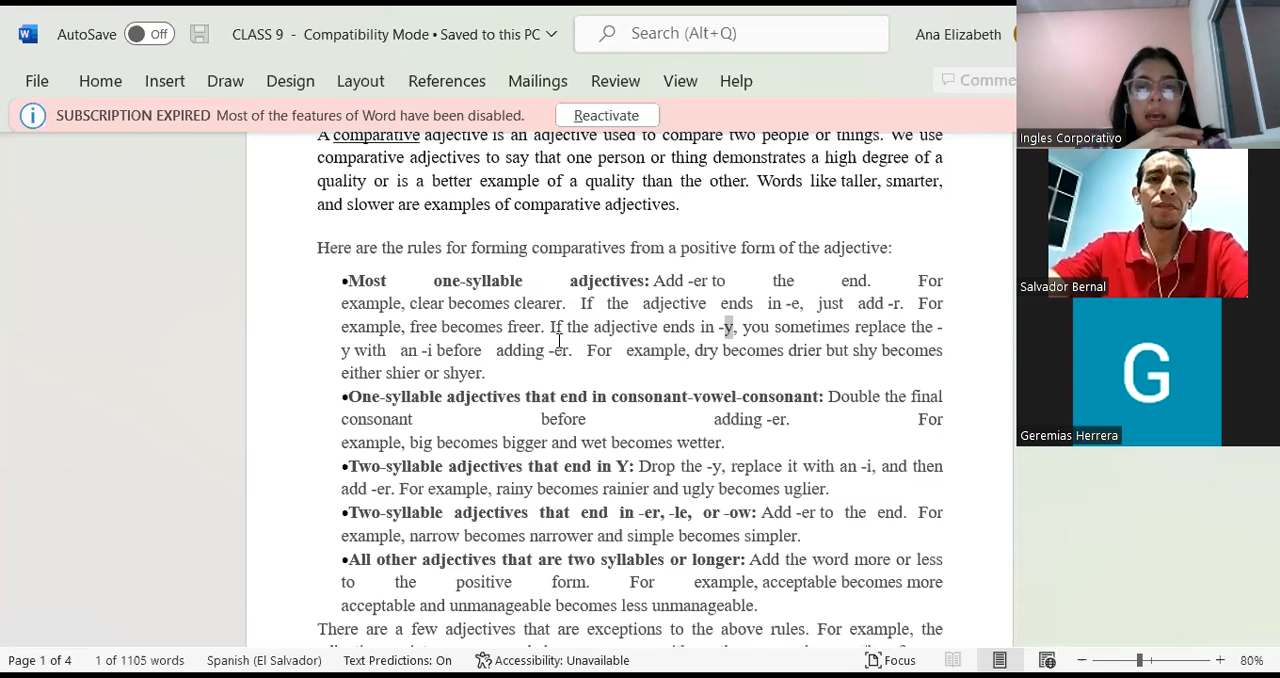 AutoSave Off CLASS 9 - Compatibility Mode • Saved to this PC Search (Alt+Q) Ana Elizabeth
File Home Insert Draw Design Layout References Mailings Review View Help Comme
SUBSCRIPTION EXPIRED Most of the features of Word have been disabled. Reactivate
A comparative adjective is an adjective used to compare two people or things. We use
comparative adjectives to say that one person or thing demonstrates a high degree of a
quality or is a better example of a quality than the other. Words like taller, smarter,
and slower are examples of comparative adjectives.
Here are the rules for forming comparatives from a positive form of the adjective:
•Most one-syllable adjectives: Add -er to the end. For
example, clear becomes clearer. If the adjective ends in -e, just add -r. For
example, free becomes freer. If the adjective ends in -y, you sometimes replace the -
y with an -i before adding -er. For example, dry becomes drier but shy becomes
either shier or shyer.
•One-syllable adjectives that end in consonant-vowel-consonant: Double the final
consonant before adding -er. For
example, big becomes bigger and wet becomes wetter.
•Two-syllable adjectives that end in Y: Drop the -y, replace it with an -i, and then
add -er. For example, rainy becomes rainier and ugly becomes uglier.
•Two-syllable adjectives that end in -er, -le, or -ow: Add -er to the end. For
example, narrow becomes narrower and simple becomes simpler.
•All other adjectives that are two syllables or longer: Add the word more or less
to the positive form. For example, acceptable becomes more
acceptable and unmanageable becomes less unmanageable.
There are a few adjectives that are exceptions to the above rules. For example, the
Page 1 of 4 1 of 1105 words Spanish (El Salvador) Text Predictions: On Accessibility: Unavailable Focus 80%
Ingles Corporativo
Salvador Bernal
G
Geremias Herrera